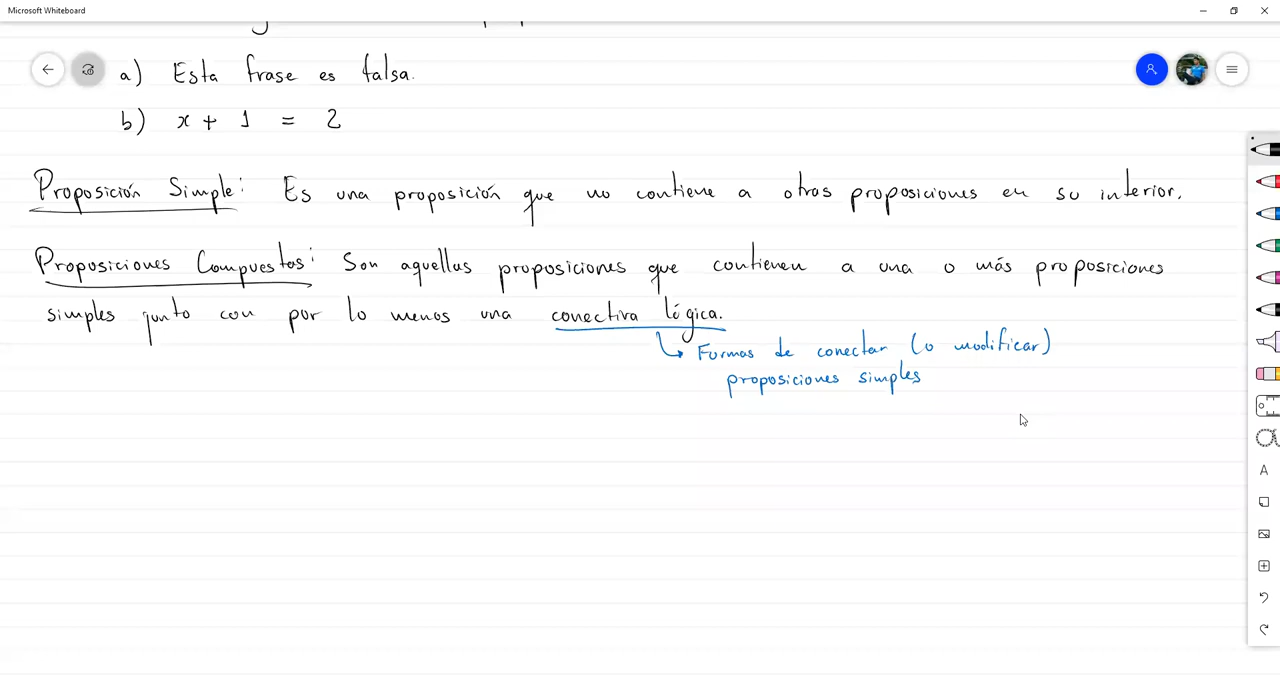 Microsoft Whiteboard
a) Esta frase es falsa.
b) x + 1 = 2
Proposición Simple: Es una proposición que no contiene a otras proposiciones en su interior.
Proposiciones Compuestas: Son aquellas proposiciones que contienen a una o más proposiciones
simples junto con por lo menos una conectiva lógica.
Formas de conectar (o modificar)
proposiciones simples
A